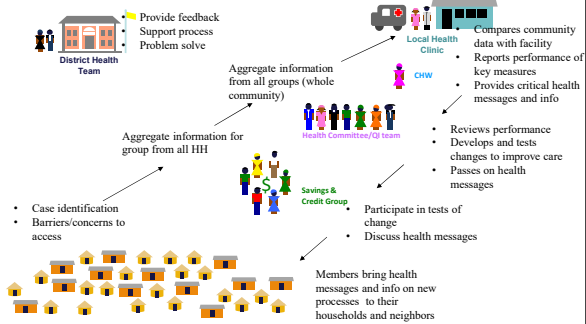 • Provide feedback
• Support process
• Problem solve
District Health
Team
Local Health
Clinic
• Compares community
data with facility
• Reports performance of
key measures
• Provides critical health
messages and info
Aggregate information
from all groups (whole
community)
CHW
Health Committee/QI team
• Reviews performance
• Develops and tests
changes to improve care
• Passes on health
messages
Aggregate information for
group from all HH
$
Savings &
Credit Group
• Case identification
• Barriers/concerns to
access
• Participate in tests of
change
• Discuss health messages
Members bring health
messages and info on new
processes to their
households and neighbors